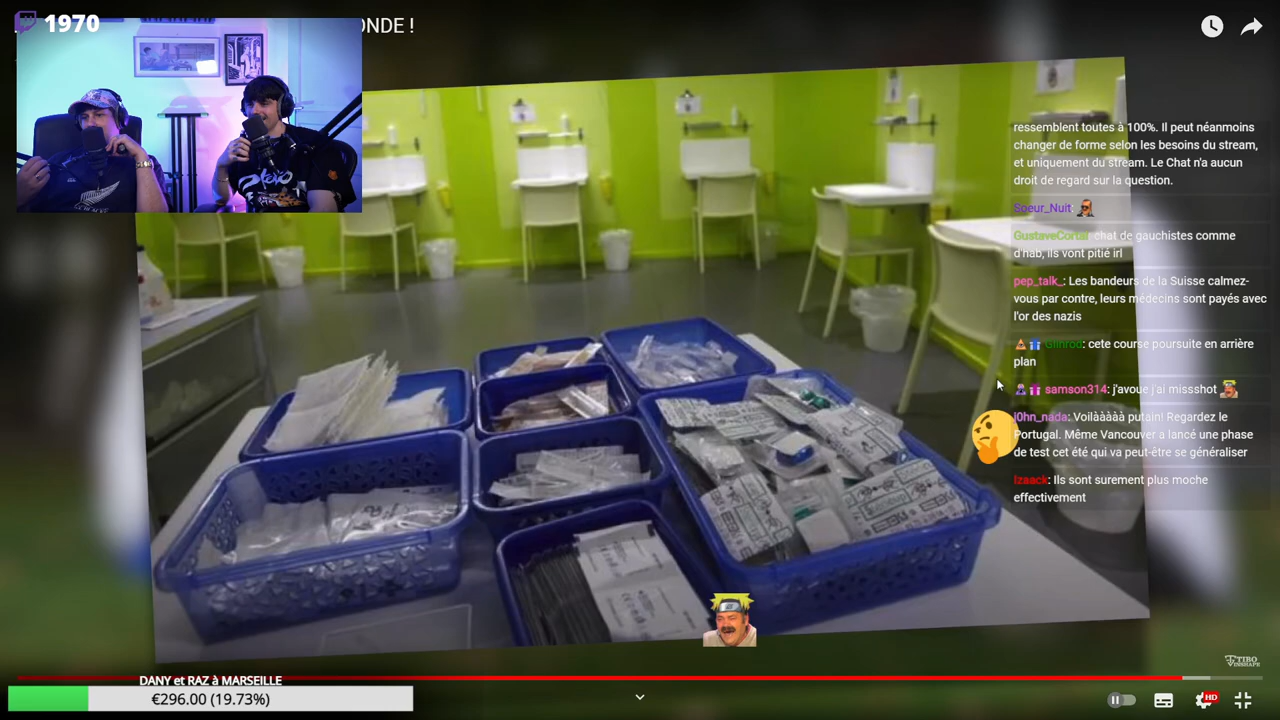 1970
ONDE !
ressemblent toutes à 100%. Il peut néanmoins
changer de forme selon les besoins du stream,
et uniquement du stream. Le Chat n'a aucun
droit de regard sur la question.
Soeur_Nuit:
GustaveCortal: chat de gauchistes comme
d'hab, ils vont pitié irl
pep_talk_: Les bandeurs de la Suisse calmez-
vous par contre, leurs médecins sont payés avec
l'or des nazis
Gilnrod: cete course poursuite en arrière
plan
samson314: j'avoue j'ai missshot
l0hn_nada: Voilààààà putain! Regardez le
Portugal. Même Vancouver a lancé une phase
de test cet été qui va peut-être se généraliser
Izaack: Ils sont surement plus moche
effectivement
TIBO
INSHAPE
DANY et RAZ à MARSEILLE
€296.00 (19.73%)
HD